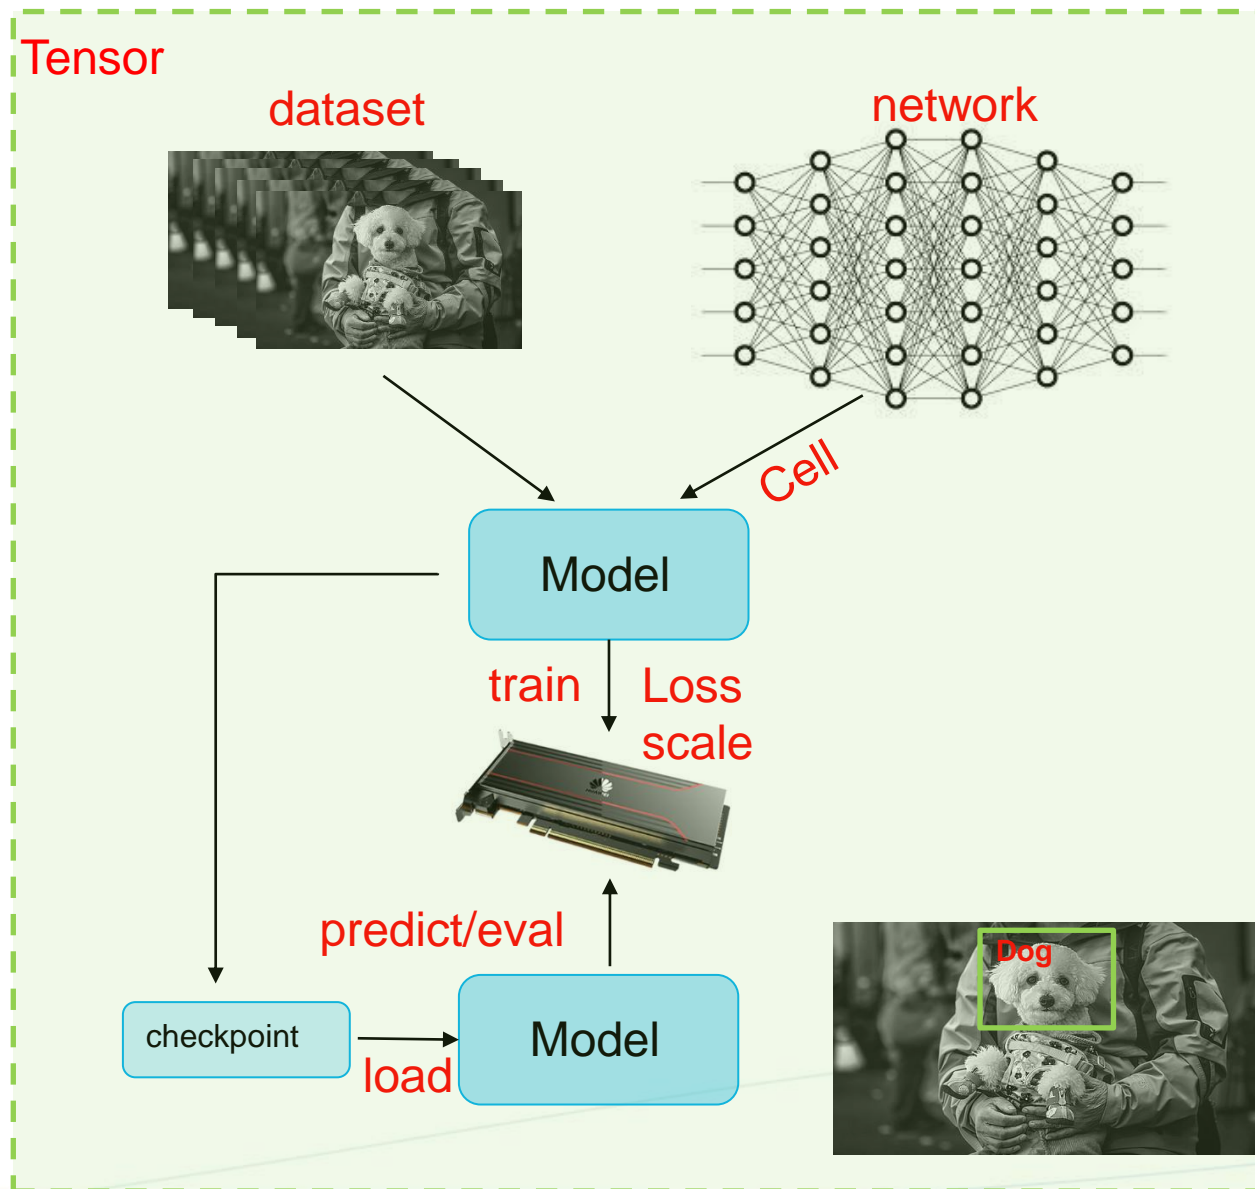 Tensor
dataset
network
Cell
Model
train
Loss
scale
predict/eval
Dog
checkpoint
load
Model